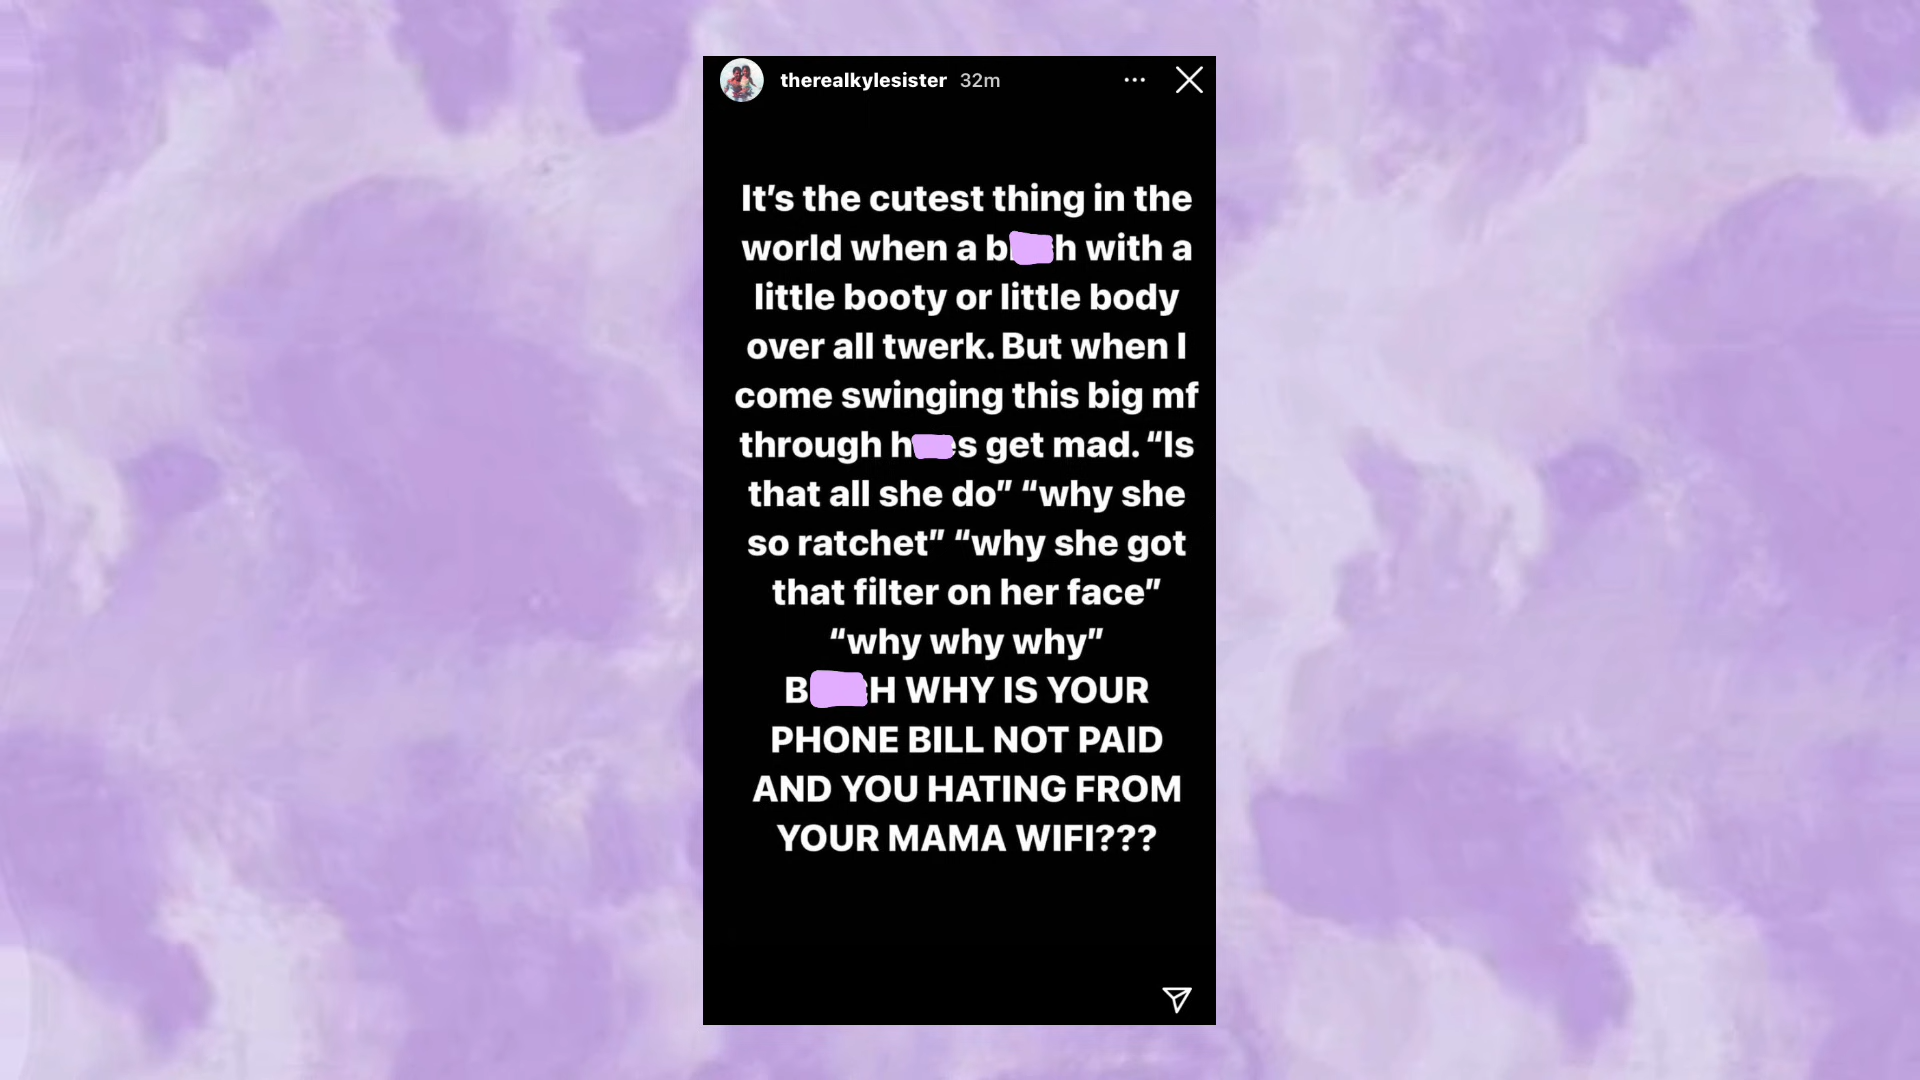 therealkylesister 32m
It's the cutest thing in the
world when a b h with a
little booty or little body
over all twerk. But when I
come swinging this big mf
through h s get mad. “Is
that all she do” “why she
so ratchet” “why she got
that filter on her face”
“why why why”
B H WHY IS YOUR
PHONE BILL NOT PAID
AND YOU HATING FROM
YOUR MAMA WIFI???